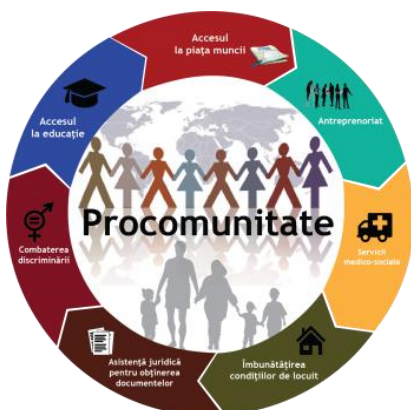 Accesul
la piața muncii
Antreprenoriat
Servicii
medico-sociale
Îmbunătățirea
condițiilor de locuit
Asistență juridică
pentru obținerea
documentelor
Combaterea
discriminării
Accesul
la educație
Procomunitate